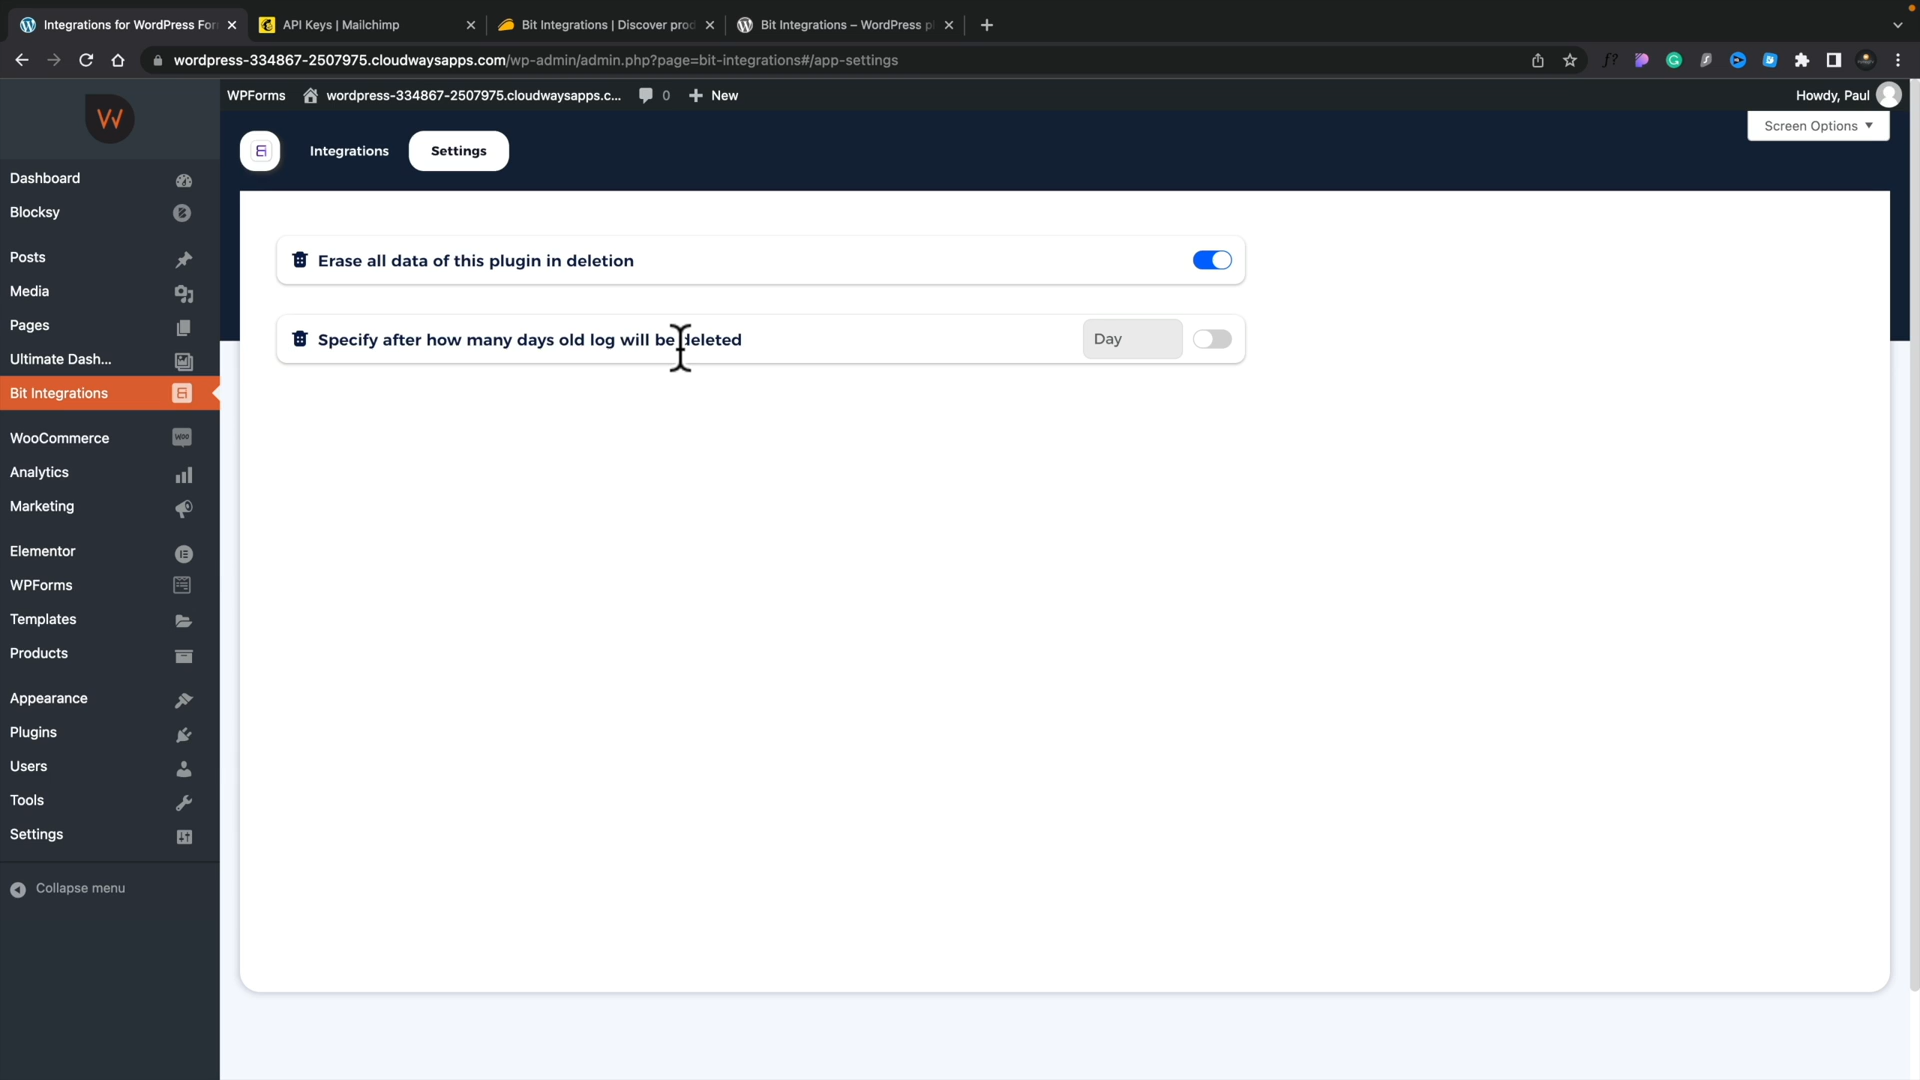 Integrations for WordPress For
API Keys | Mailchimp
Bit Integrations | Discover prod
Bit Integrations – WordPress pl
wordpress-334867-2507975.cloudwaysapps.com/wp-admin/admin.php?page=bit-integrations#/app-settings
WPForms
wordpress-334867-2507975.cloudwaysapps.c...
0
New
Howdy, Paul
Screen Options
Integrations
Settings
Dashboard
Blocksy
Posts
Media
Pages
Ultimate Dash...
Bit Integrations
WooCommerce
Analytics
Marketing
Elementor
WPForms
Templates
Products
Appearance
Plugins
Users
Tools
Settings
Collapse menu
Erase all data of this plugin in deletion
Specify after how many days old log will be deleted
Day